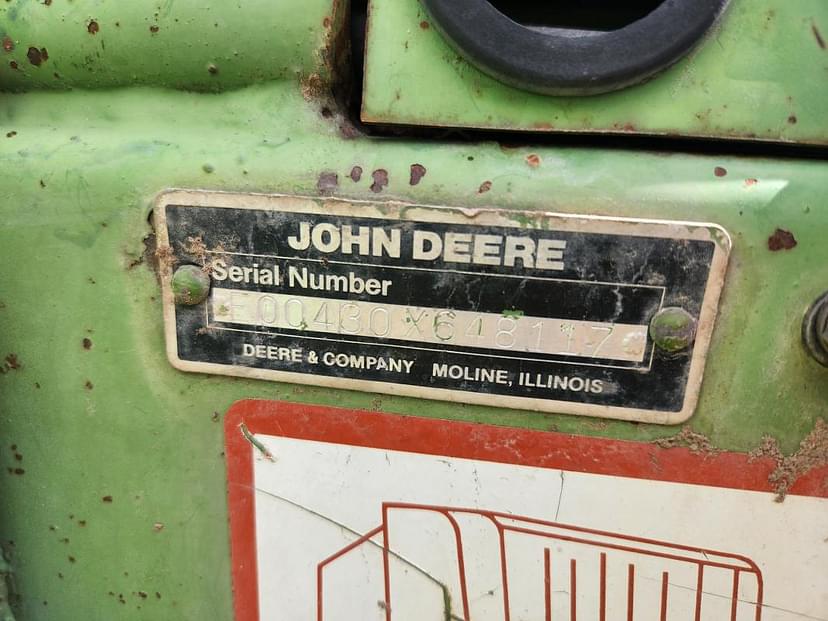 JOHN DEERE
Serial Number
E00430X648117
DEERE & COMPANY MOLINE, ILLINOIS